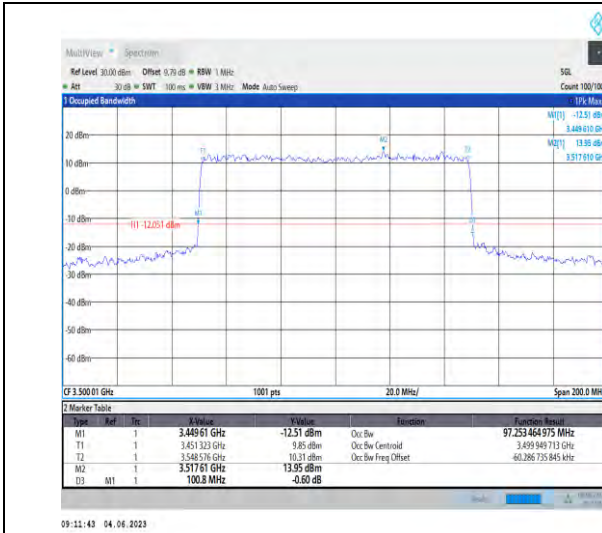 MultiView Spectrum
Ref Level 30.00 dBm Offset 9.79 dB RBW 1 MHz SGL
Att 30 dB SWT 100 ms VBW 3 MHz Mode Auto Sweep Count 100/100
1 Occupied Bandwidth 1Pk Max
M1[1] -12.51 dBm
3.449 610 GHz
M2[1] 13.95 dBm
3.517 610 GHz
20 dBm
M2
T1
T2
10 dBm
0 dBm
M1
-10 dBm
H1 -12.051 dBm
D3
-20 dBm
-30 dBm
-40 dBm
-50 dBm
-60 dBm
CF 3.500 01 GHz 1001 pts 20.0 MHz/ Span 200.0 MHz
2 Marker Table
Type Ref Trc X-Value Y-Value Function Function Result
M1 1 3.449 61 GHz -12.51 dBm Occ Bw 97.253 464 975 MHz
T1 1 3.451 323 GHz 9.85 dBm Occ Bw Centroid 3.499 949 713 GHz
T2 1 3.548 576 GHz 10.31 dBm Occ Bw Freq Offset -60.286 735 845 kHz
M2 1 3.517 61 GHz 13.95 dBm
D3 M1 1 100.8 MHz -0.60 dB
09:11:43 04.06.2023